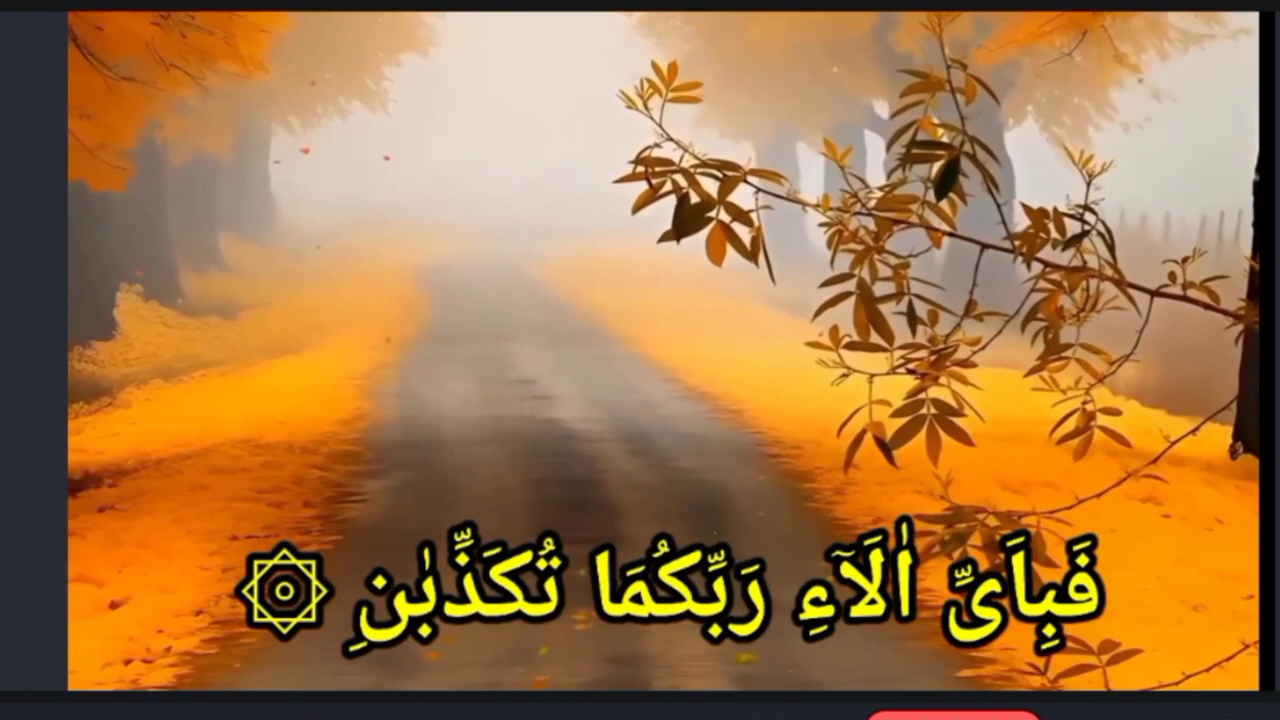 فَبِاَىِّ اٰلَآءِ رَبِّكُمَا تُكَذِّبٰنِ ۞